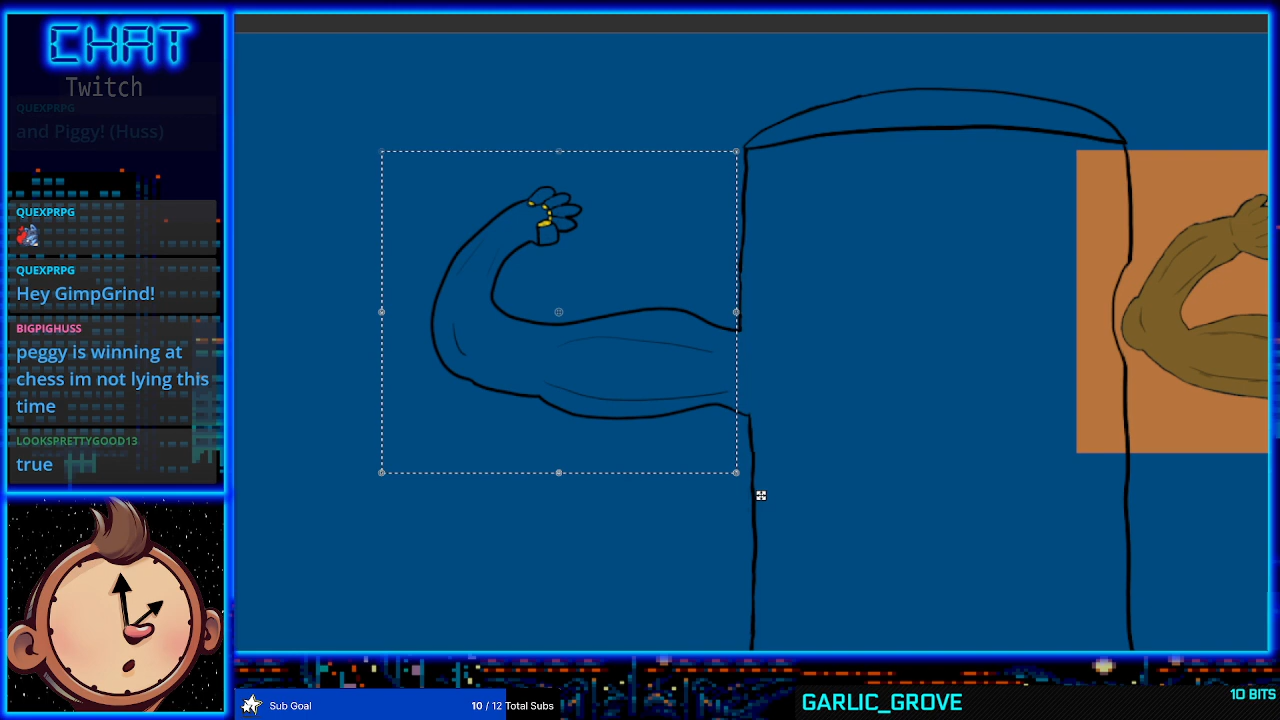 CHAT
Twitch
QUEXPRPG
and Piggy! (Huss)
QUEXPRPG
QUEXPRPG
Hey GimpGrind!
BIGPIGHUSS
peggy is winning at
chess im not lying this
time
LOOKSPRETTYGOOD13
true
Sub Goal
10 / 12 Total Subs
GARLIC_GROVE
10 BITS